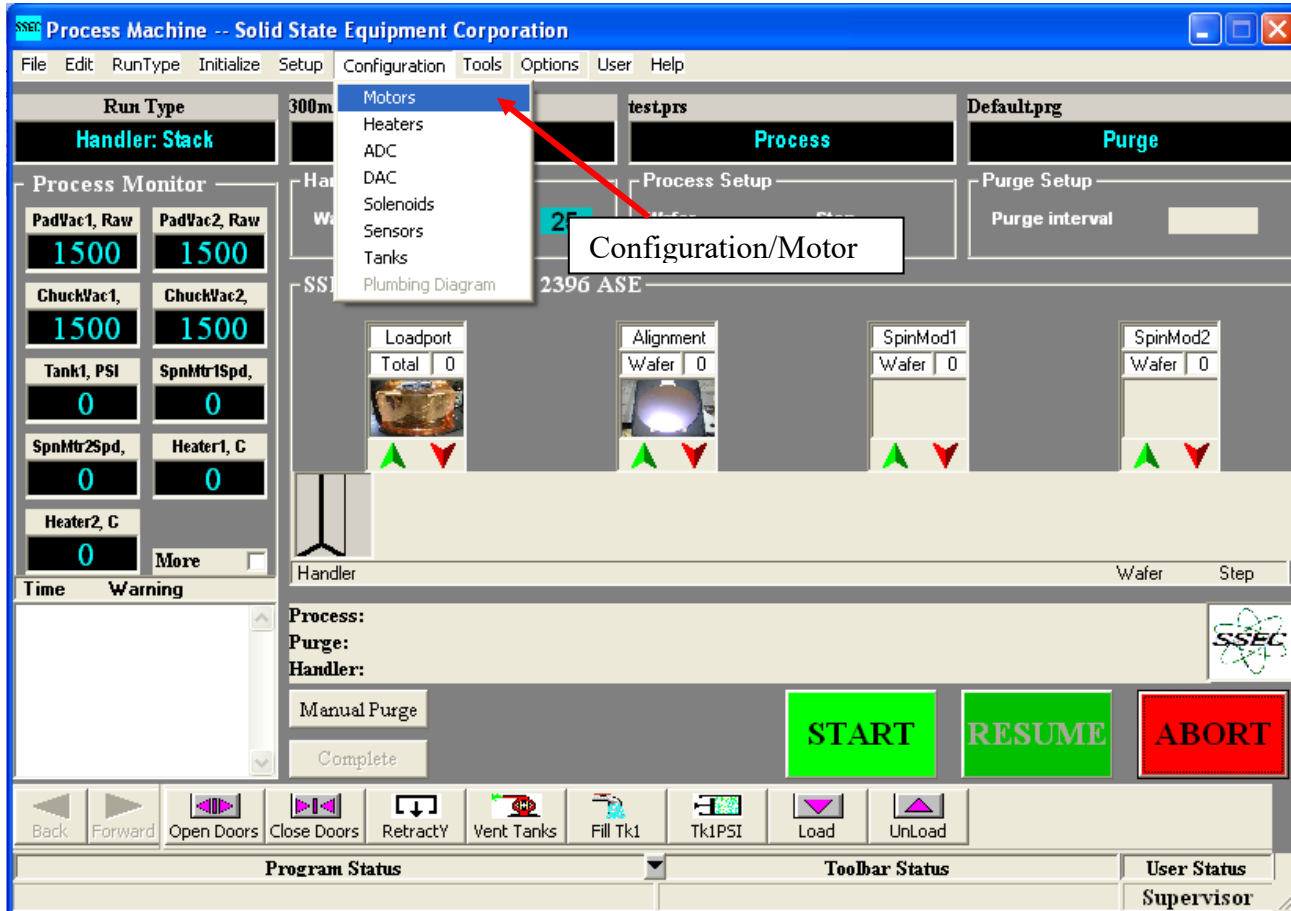 SSEC Process Machine -- Solid State Equipment Corporation
File Edit RunType Initialize Setup Configuration Tools Options User Help
Run Type 300m test.prs Default.prg
Handler: Stack Process Purge
Motors
Heaters
ADC
DAC
Solenoids
Sensors
Tanks
Plumbing Diagram
Process Monitor Process Setup Purge Setup
PadVac1, Raw PadVac2, Raw 25 Purge interval
1500 1500
Configuration/Motor
ChuckVac1, ChuckVac2, 2396 ASE
1500 1500
Loadport Alignment SpinMod1 SpinMod2
Total 0 Wafer 0 Wafer 0 Wafer 0
Tank1, PSI SpnMtr1Spd,
0 0
SpnMtr2Spd, Heater1, C
0 0
Heater2, C
0 More
Handler Wafer Step
Time Warning
Process:
Purge:
Handler:
SSEC
Manual Purge
Complete
START RESUME ABORT
Back Forward Open Doors Close Doors RetractY Vent Tanks Fill Tk1 Tk1PSI Load UnLoad
Program Status Toolbar Status User Status
Supervisor